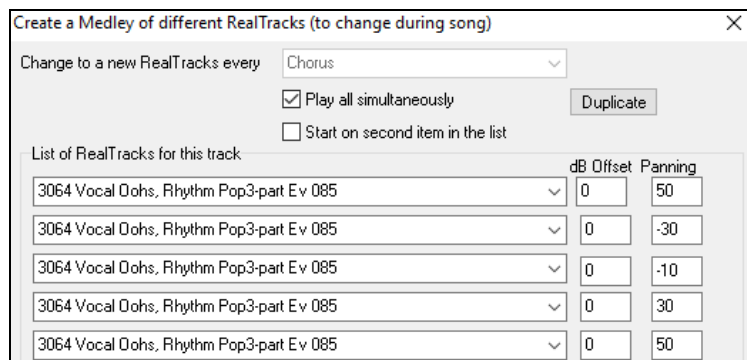 Create a Medley of different RealTracks (to change during song)
Change to a new RealTracks every Chorus
Play all simultaneously Duplicate
Start on second item in the list
List of RealTracks for this track dB Offset Panning
3064 Vocal Oohs, Rhythm Pop3-part Ev 085 0 50
3064 Vocal Oohs, Rhythm Pop3-part Ev 085 0 -30
3064 Vocal Oohs, Rhythm Pop3-part Ev 085 0 -10
3064 Vocal Oohs, Rhythm Pop3-part Ev 085 0 30
3064 Vocal Oohs, Rhythm Pop3-part Ev 085 0 50